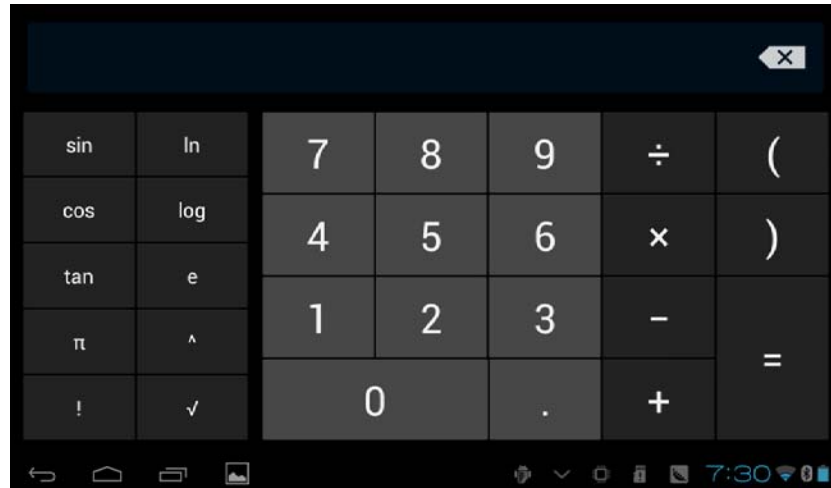 sin ln 7 8 9 ÷ (
cos log 4 5 6 × )
tan e 1 2 3 −
π ^ =
! √ 0 . +
7:30